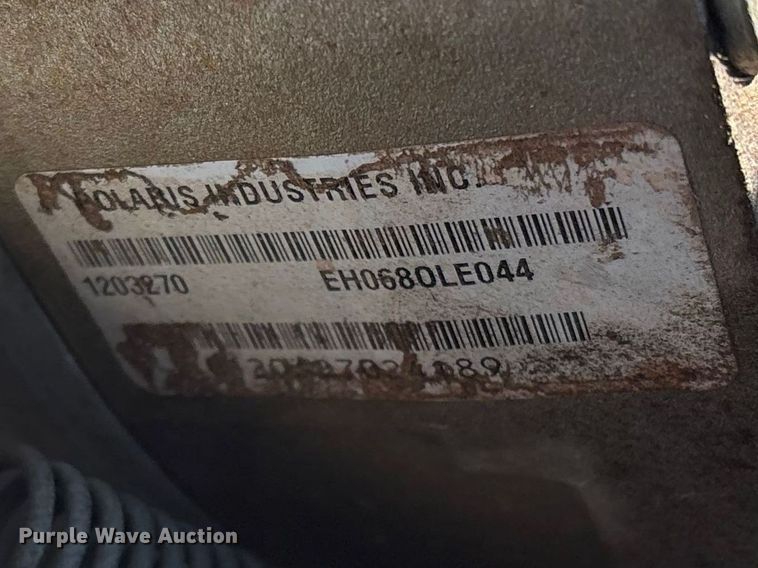 POLARIS INDUSTRIES INC.
1203270 EH068OLE044
Purple Wave Auction®